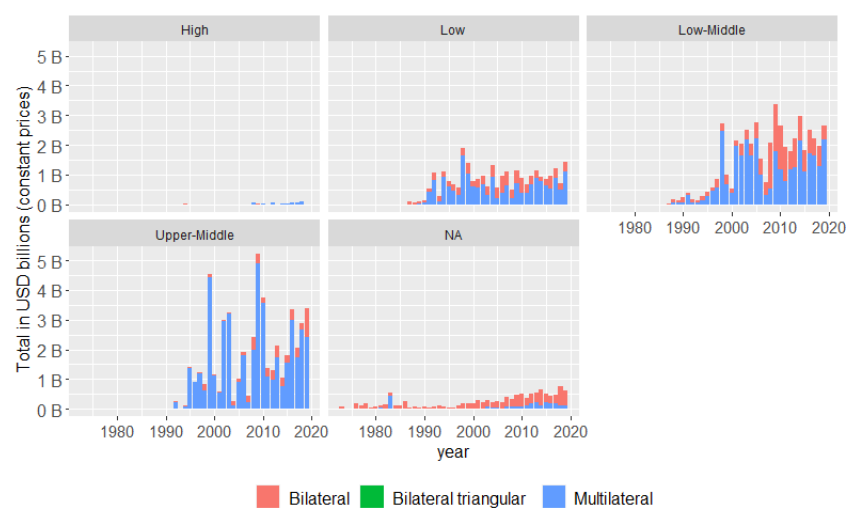 High
Low
Low-Middle
5 B
4 B
3 B
2 B
1 B
0 B
1980 1990 2000 2010 2020
Upper-Middle
NA
5 B
4 B
3 B
2 B
1 B
0 B
1980 1990 2000 2010 2020
1980 1990 2000 2010 2020
Total in USD billions (constant prices)
year
Bilateral
Bilateral triangular
Multilateral